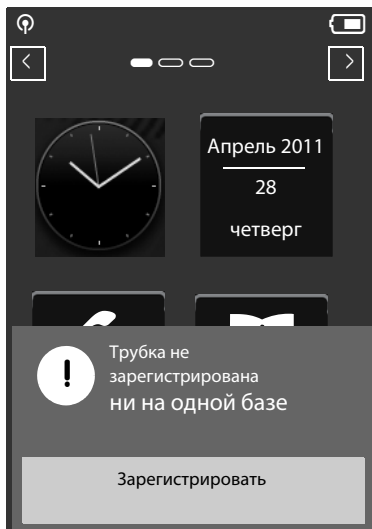 Апрель 2011
28
четверг
Трубка не
зарегистрирована
ни на одной базе
Зарегистрировать